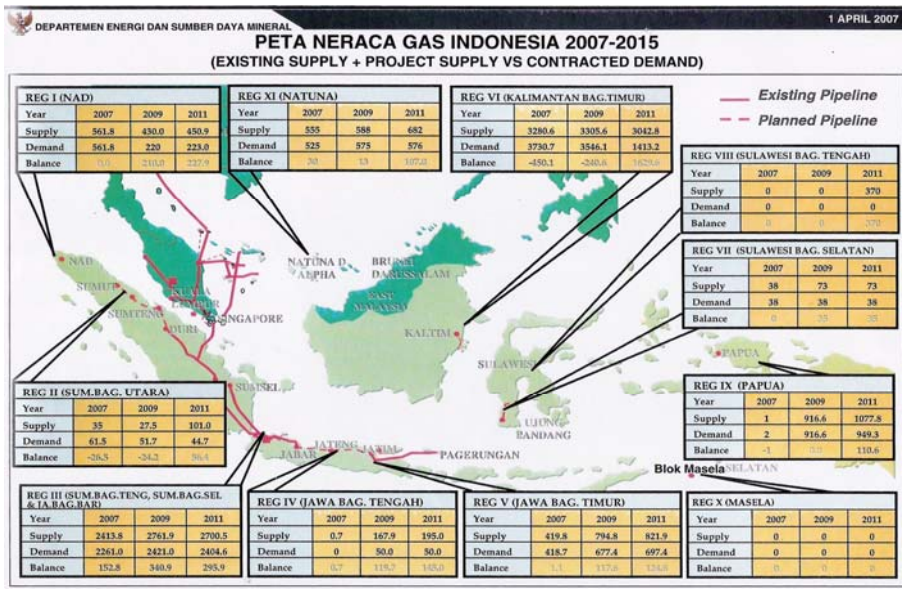 DEPARTEMEN ENERGI DAN SUMBER DAYA MINERAL
1 APRIL 2007
PETA NERACA GAS INDONESIA 2007-2015
(EXISTING SUPPLY + PROJECT SUPPLY VS CONTRACTED DEMAND)
REG I (NAD)
Year 2007 2009 2011
Supply 561.8 430.0 450.9
Demand 561.8 220 223.0
Balance 0.0 210.0 227.9
REG XI (NATUNA)
Year 2007 2009 2011
Supply 555 588 682
Demand 525 575 576
Balance 30 13 107.0
REG VI (KALIMANTAN BAG.TIMUR)
Year 2007 2009 2011
Supply 3280.6 3305.6 3042.8
Demand 3730.7 3546.1 1413.2
Balance -450.1 -240.6 1629.6
Existing Pipeline
Planned Pipeline
REG VIII (SULAWESI BAG. TENGAH)
Year 2007 2009 2011
Supply 0 0 370
Demand 0 0 0
Balance 0 0 370
REG VII (SULAWESI BAG. SELATAN)
Year 2007 2009 2011
Supply 38 73 73
Demand 38 38 38
Balance 0 35 35
NAD
SUMUT
SUMTENG
DURI
KUALA
LUMPUR
SINGAPORE
NATUNA D
ALPHA
BRUNEI
DARUSSALAM
EAST
MALAYSIA
KALTIM
SULAWESI
UJUNG
PANDANG
PAPUA
SUMSEL
JABAR
JATENG
JATIM
PAGERUNGAN
Blok Masela
SELATAN
REG II (SUM.BAG. UTARA)
Year 2007 2009 2011
Supply 35 27.5 101.0
Demand 61.5 51.7 44.7
Balance -26.5 -24.2 56.4
REG IX (PAPUA)
Year 2007 2009 2011
Supply 1 916.6 1077.8
Demand 2 916.6 949.3
Balance -1 0.0 110.6
REG III (SUM.BAG.TENG, SUM.BAG.SEL
& JA.BAG.BAR)
Year 2007 2009 2011
Supply 2413.8 2761.9 2700.5
Demand 2261.0 2421.0 2404.6
Balance 152.8 340.9 295.9
REG IV (JAWA BAG. TENGAH)
Year 2007 2009 2011
Supply 0.7 167.9 195.0
Demand 0 50.0 50.0
Balance 0.7 145.0
REG V (JAWA BAG. TIMUR)
Year 2007 2009 2011
Supply 419.8 794.8 821.9
Demand 418.7 677.4 697.4
Balance 1.1 117.6
REG X (MASELA)
Year 2007 2009 2011
Supply 0 0 0
Demand 0 0 0
Balance 0 0 0